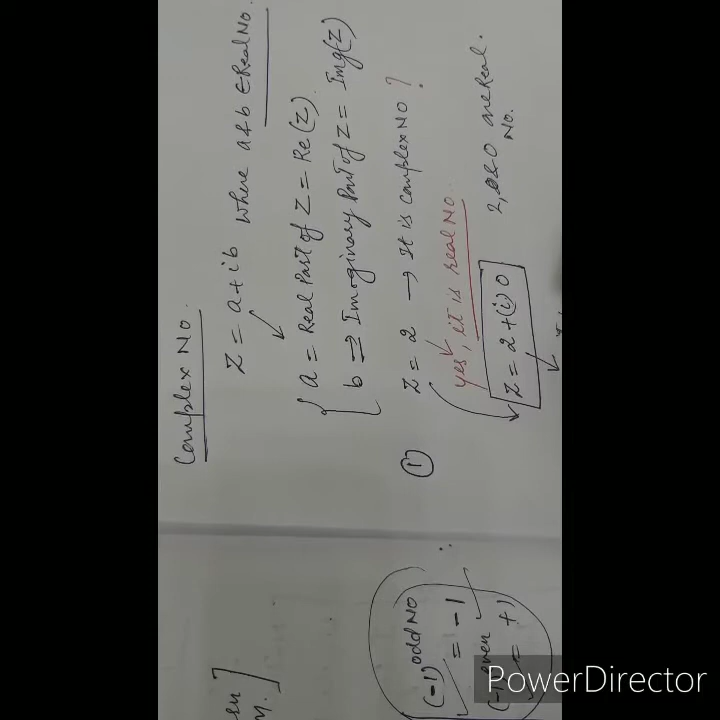 Complex No.
Z = a + ib where a & b ∈ Real No.
a = Real Part of Z = Re(Z)
b ⇒ Imaginary Part of Z = Img(Z)
① Z = 2 → It is complex No ?
yes, it is real No.
Z = 2 + (i) 0
2, & 0 are Real.
No.
(-1)^odd No = -1
(-1)^even = +1
PowerDirector